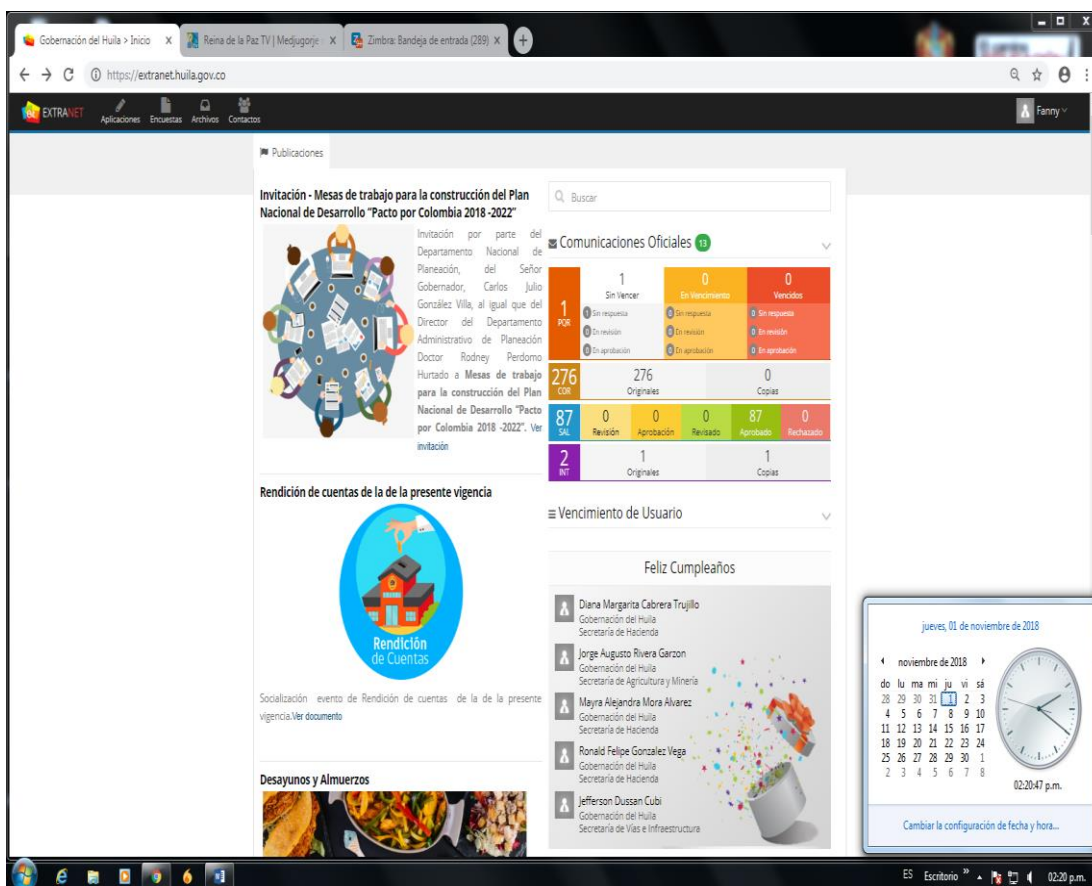 Gobernación del Huila > Inicio
Reina de la Paz TV | Medjugorje
Zimbra: Bandeja de entrada (289)
https://extranet.huila.gov.co
EXTRANET
Aplicaciones Encuestas Archivos Contactos
Fanny
Publicaciones
Invitación - Mesas de trabajo para la construcción del Plan
Nacional de Desarrollo "Pacto por Colombia 2018 -2022"
Invitación por parte del
Departamento Nacional de
Planeación, del Señor
Gobernador, Carlos Julio
González Villa, al igual que del
Director del Departamento
Administrativo de Planeación
Doctor Rodney Perdomo
Hurtado a Mesas de trabajo
para la construcción del Plan
Nacional de Desarrollo "Pacto
por Colombia 2018 -2022". Ver
invitación
Rendición de cuentas de la de la presente vigencia
Rendición
de Cuentas
Socialización evento de Rendición de cuentas de la de la presente
vigencia.Ver documento
Desayunos y Almuerzos
Buscar
Comunicaciones Oficiales 13
1 PQR
1 Sin Vencer
0 En Vencimiento
0 Vencidos
1 Sin respuesta 0 Sin respuesta 0 Sin respuesta
0 En revisión 0 En revisión 0 En revisión
0 En aprobación 0 En aprobación 0 En aprobación
276 COR
276 Originales
0 Copias
87 SAL
0 Revisión
0 Aprobación
0 Revisado
87 Aprobado
0 Rechazado
2 INT
1 Originales
1 Copias
Vencimiento de Usuario
Feliz Cumpleaños
Diana Margarita Cabrera Trujillo
Gobernación del Huila
Secretaría de Hacienda
Jorge Augusto Rivera Garzon
Gobernación del Huila
Secretaría de Agricultura y Minería
Mayra Alejandra Mora Alvarez
Gobernación del Huila
Secretaría de Hacienda
Ronald Felipe Gonzalez Vega
Gobernación del Huila
Secretaría de Hacienda
Jefferson Dussan Cubi
Gobernación del Huila
Secretaría de Vías e Infraestructura
jueves, 01 de noviembre de 2018
noviembre de 2018
do lu ma mi ju vi sá
28 29 30 31 1 2 3
4 5 6 7 8 9 10
11 12 13 14 15 16 17
18 19 20 21 22 23 24
25 26 27 28 29 30 1
2 3 4 5 6 7 8
02:20:47 p.m.
Cambiar la configuración de fecha y hora...
ES Escritorio 02:20 p.m.